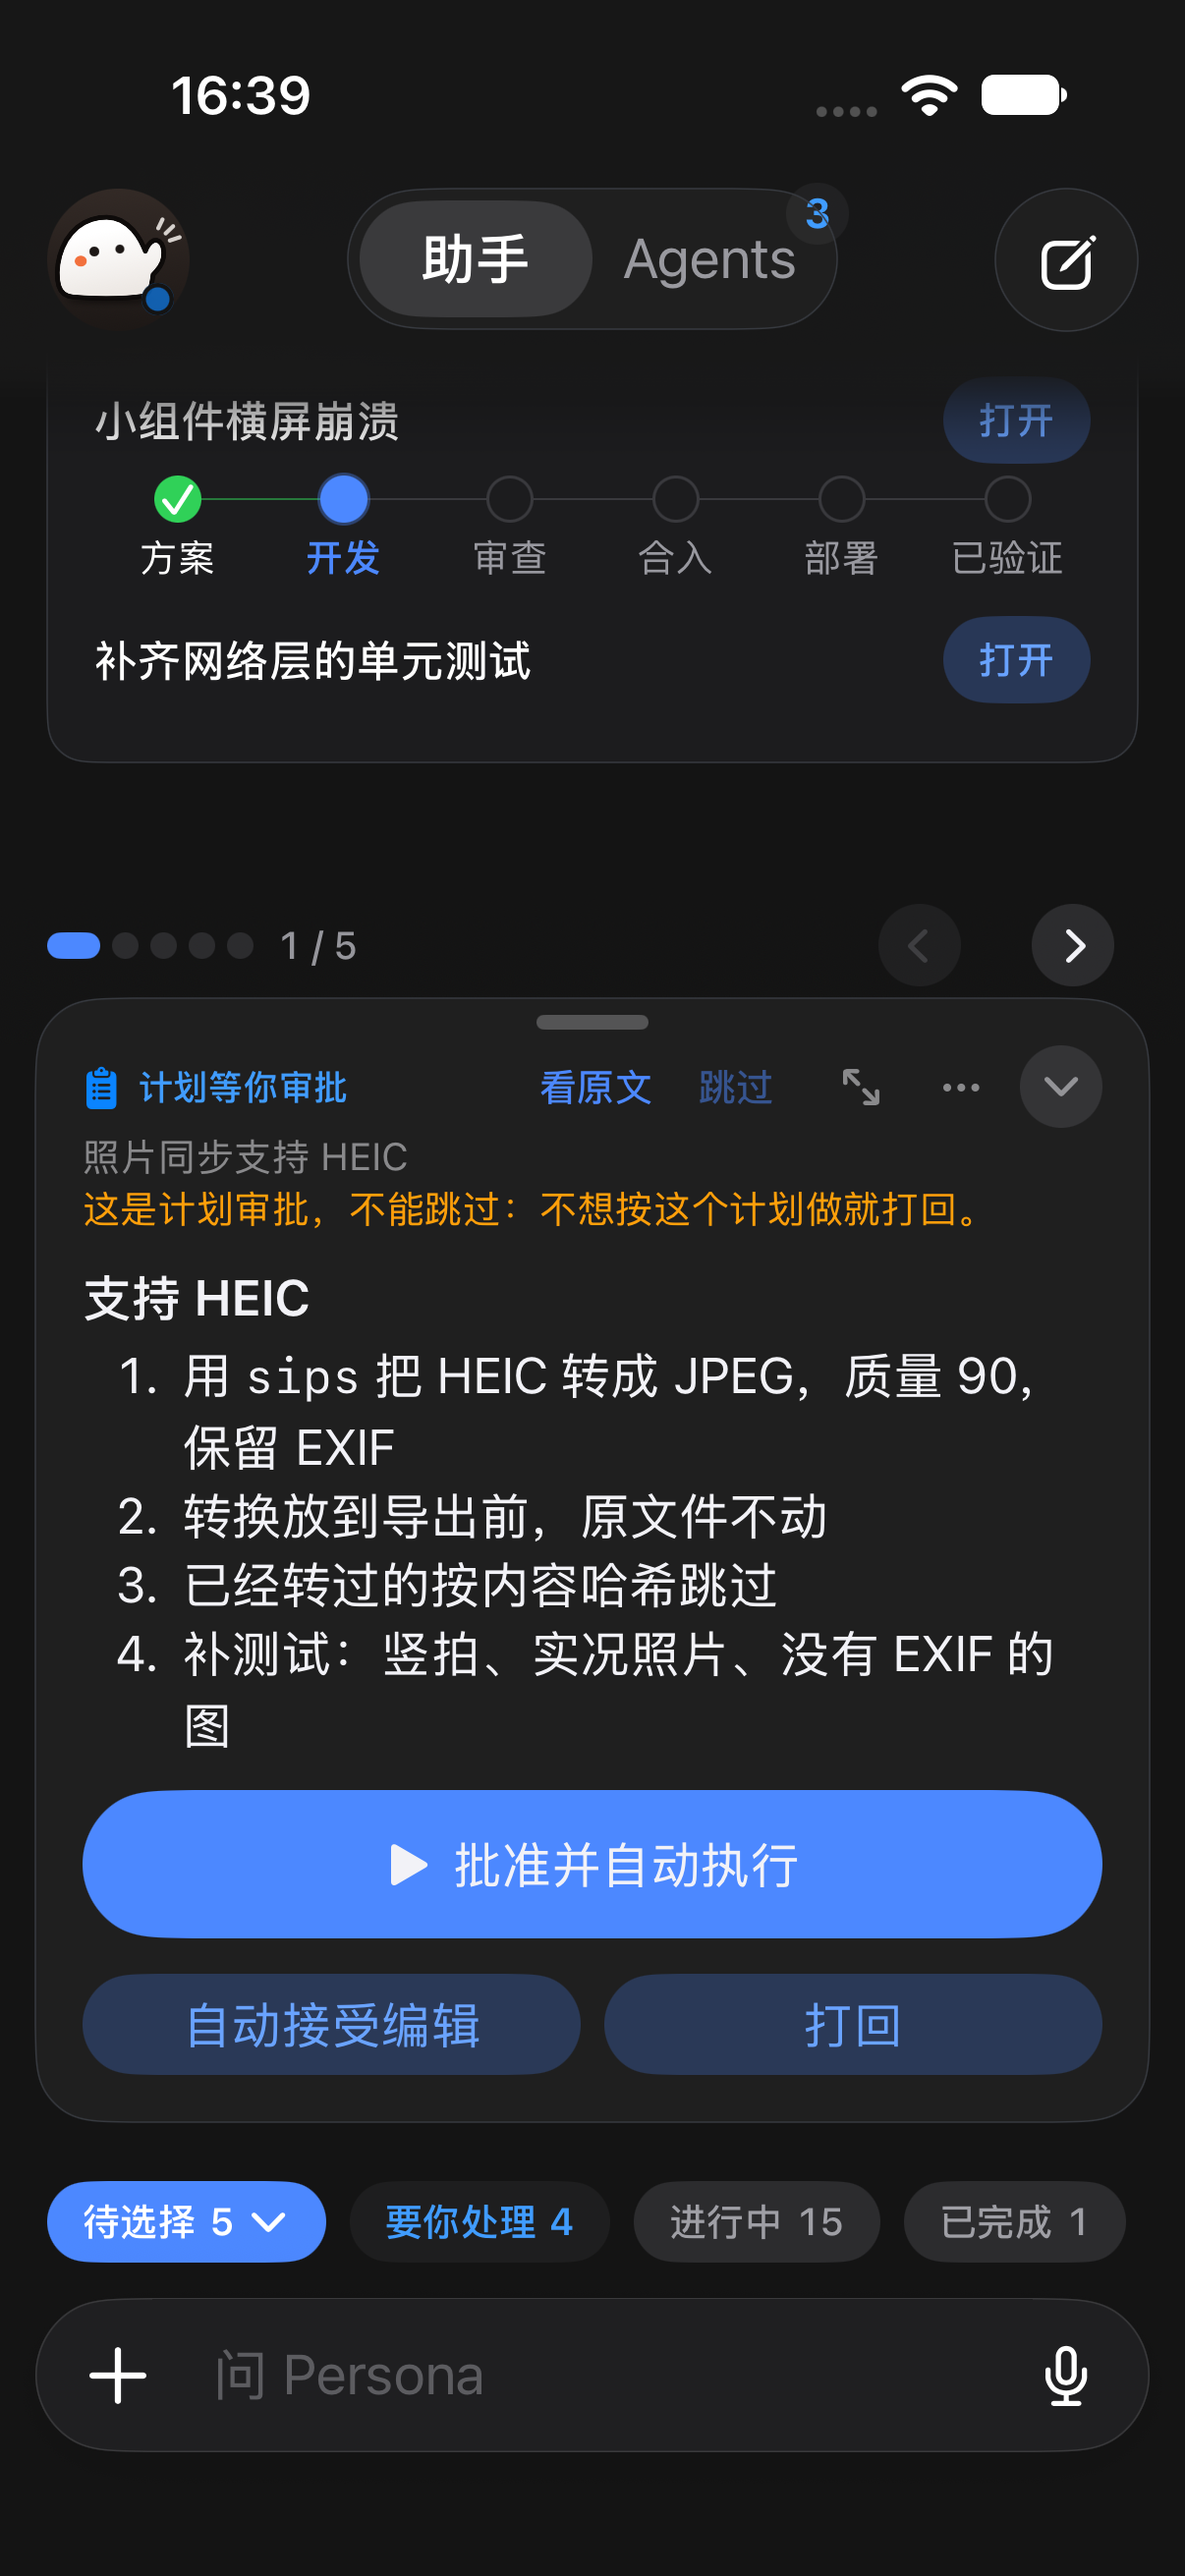 16:39
助手
Agents
3
小组件横屏崩溃
打开
方案
开发
审查
合入
部署
已验证
补齐网络层的单元测试
打开
1 / 5
计划等你审批
看原文
跳过
照片同步支持 HEIC
这是计划审批，不能跳过：不想按这个计划做就打回。
支持 HEIC
1. 用 sips 把 HEIC 转成 JPEG，质量 90，
保留 EXIF
2. 转换放到导出前，原文件不动
3. 已经转过的按内容哈希跳过
4. 补测试：竖拍、实况照片、没有 EXIF 的
图
批准并自动执行
自动接受编辑
打回
待选择 5
要你处理 4
进行中 15
已完成 1
问 Persona